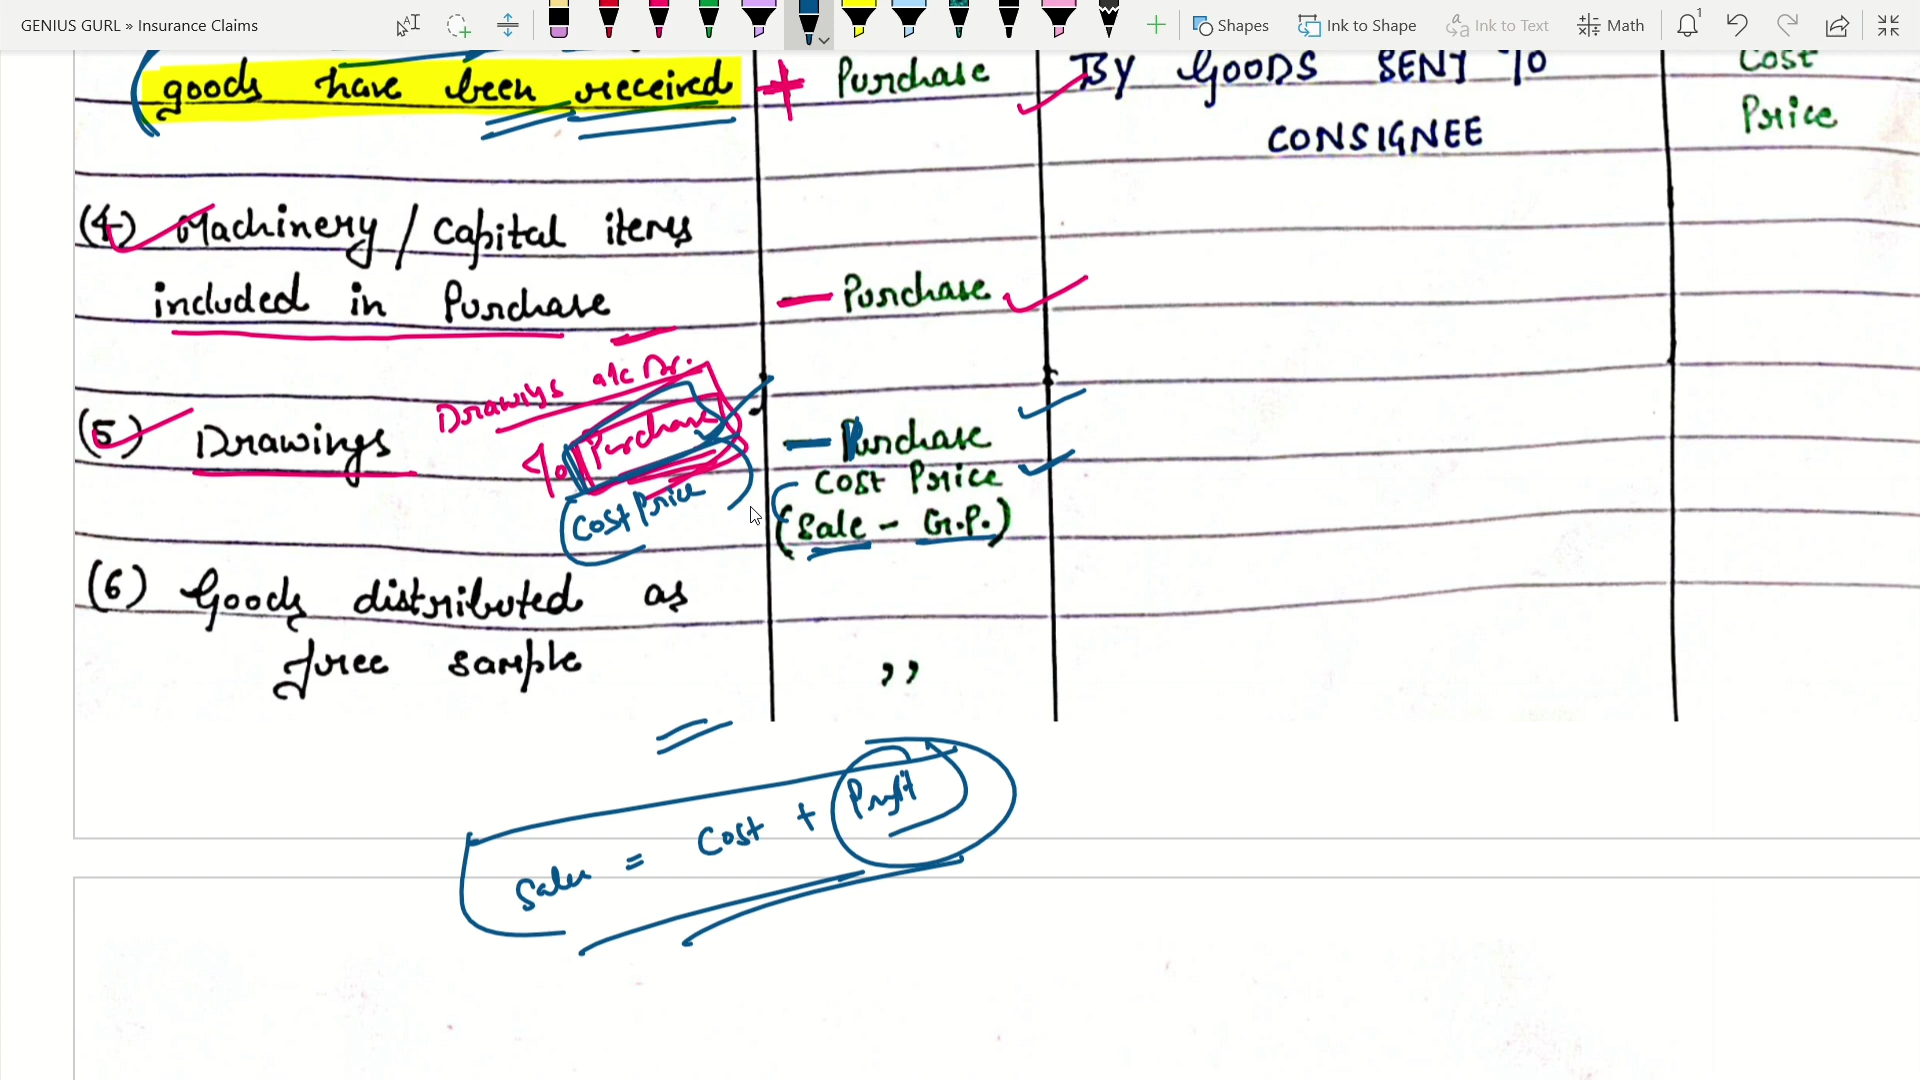 GENIUS GURL » Insurance Claims
Shapes
Ink to Shape
Ink to Text
Math
1
goods have been received
+ Purchase
BY GOODS SENT TO
CONSIGNEE
Cost
Price
(4) Machinery / Capital items
included in Purchase
— Purchase
(5) Drawings
Drawings a/c Dr.
To Purchase
Cost Price
— Purchase
Cost Price
(Sale - G.P.)
(6) Goods distributed as
free sample
,,
Sales = Cost + Profit